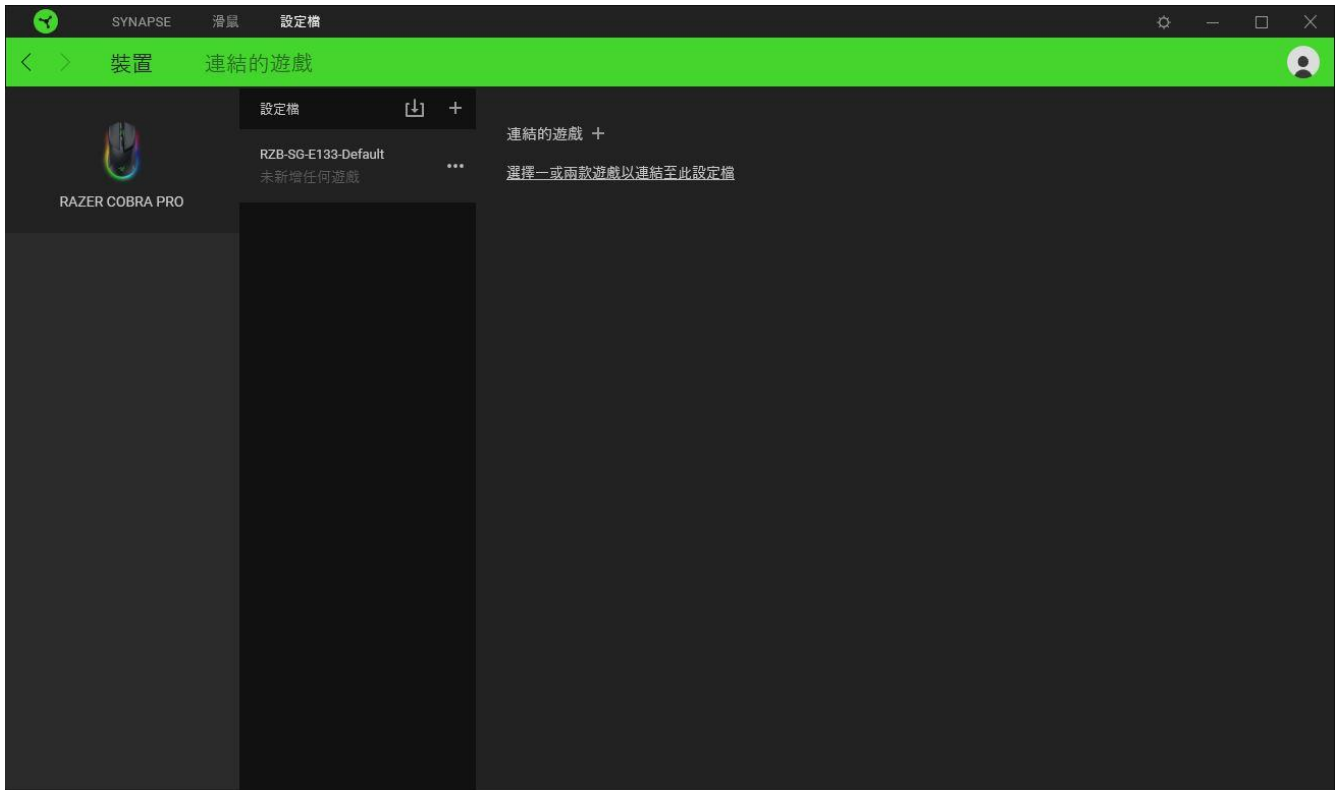 SYNAPSE 滑鼠 設定檔
裝置 連結的遊戲
RAZER COBRA PRO
設定檔
RZB-SG-E133-Default
未新增任何遊戲
連結的遊戲 +
選擇一或兩款遊戲以連結至此設定檔